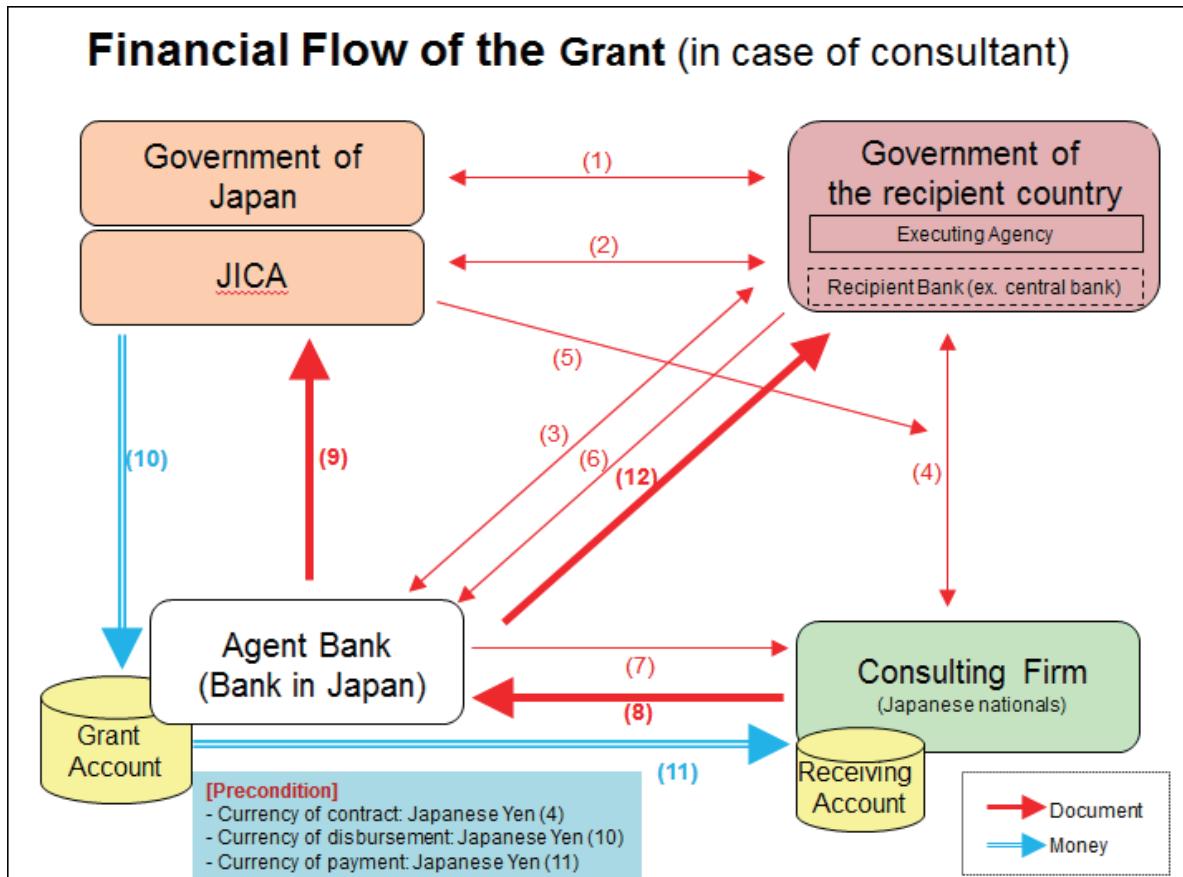 Financial Flow of the Grant (in case of consultant)
Government of
Japan
(1)
Government of
the recipient country
Executing Agency
JICA
(2)
Recipient Bank (ex. central bank)
(5)
(10)
(9)
(3)
(6)
(12)
(4)
Agent Bank
(Bank in Japan)
(7)
(8)
Consulting Firm
(Japanese nationals)
Grant
Account
(11)
Receiving
Account
[Precondition]
- Currency of contract: Japanese Yen (4)
- Currency of disbursement: Japanese Yen (10)
- Currency of payment: Japanese Yen (11)
Document
Money